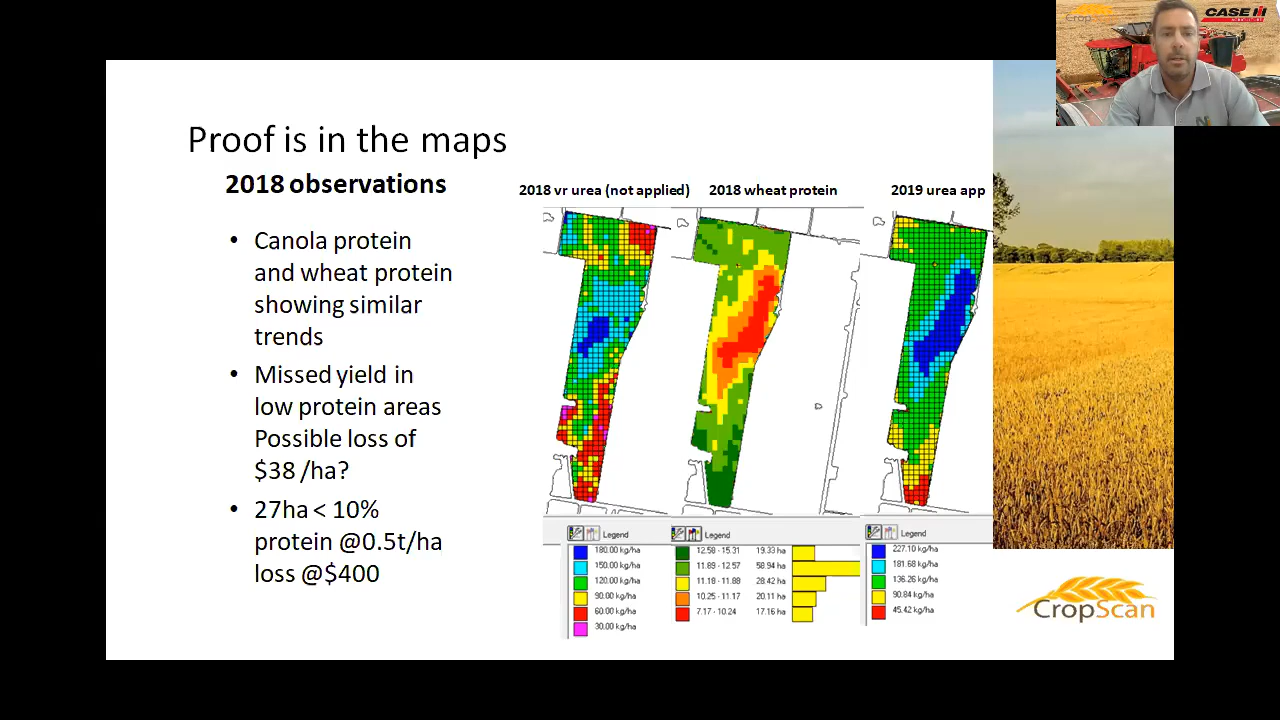 CropScan
CASE IH
Proof is in the maps
2018 observations
• Canola protein
and wheat protein
showing similar
trends
• Missed yield in
low protein areas
Possible loss of
$38 /ha?
• 27ha < 10%
protein @0.5t/ha
loss @$400
2018 vr urea (not applied)
2018 wheat protein
2019 urea app
Legend
180.00 kg/ha
150.00 kg/ha
120.00 kg/ha
90.00 kg/ha
60.00 kg/ha
30.00 kg/ha
Legend
12.58 - 15.31 19.33 ha
11.89 - 12.57 58.94 ha
11.18 - 11.88 28.42 ha
10.25 - 11.17 20.11 ha
7.17 - 10.24 17.16 ha
Legend
227.10 kg/ha
181.68 kg/ha
136.26 kg/ha
90.84 kg/ha
45.42 kg/ha
CropScan